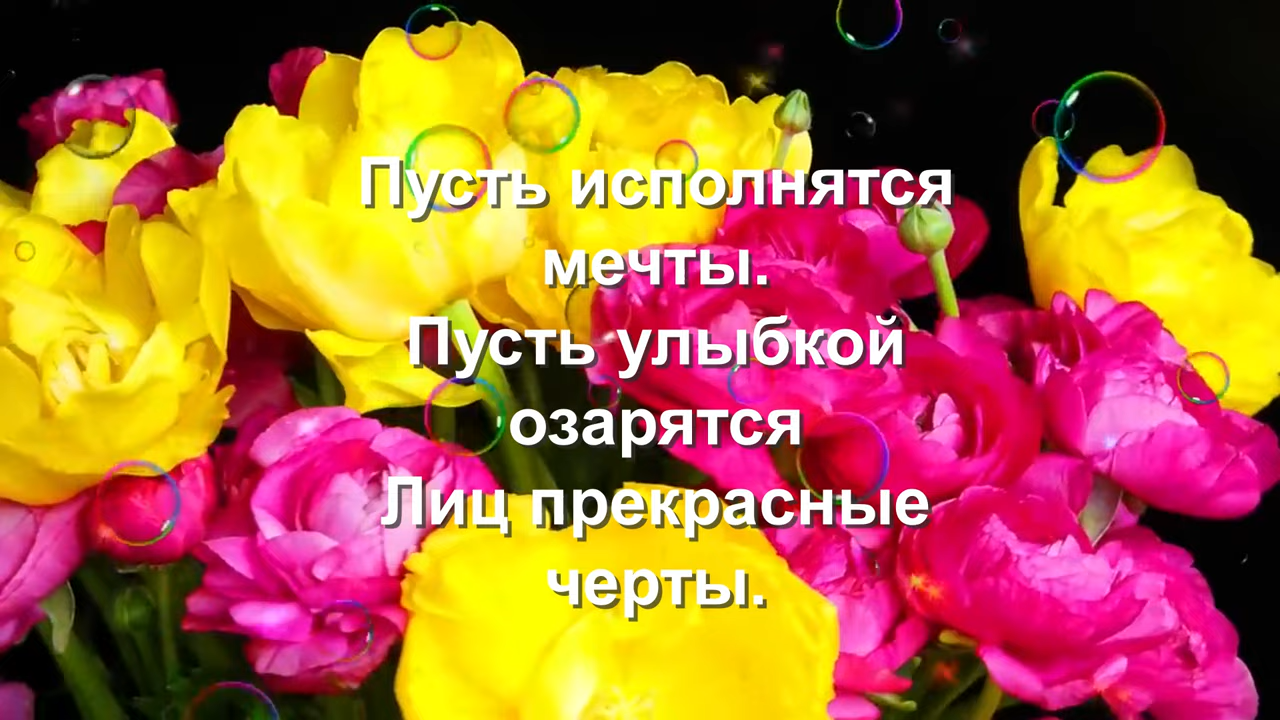 Пусть исполнятся
мечты.
Пусть улыбкой
озарятся
Лиц прекрасные
черты.